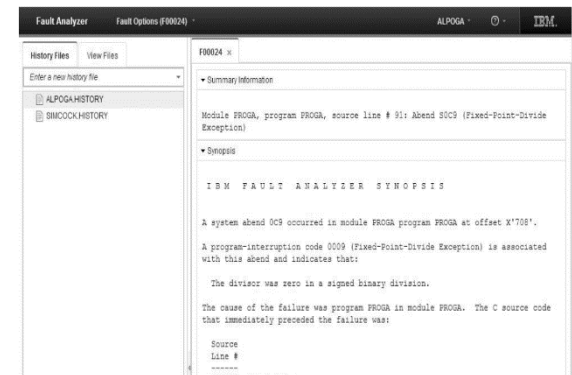 Fault Analyzer Fault Options (F00024) ALPOGA IBM.
History Files View Files
Enter a new history file
ALPOGA.HISTORY
SIMCOCK.HISTORY
F00024 ×
Summary Information
Module PROGA, program PROGA, source line # 91: Abend S0C9 (Fixed-Point-Divide
Exception)
Synopsis
I B M   F A U L T   A N A L Y Z E R   S Y N O P S I S
A system abend 0C9 occurred in module PROGA program PROGA at offset X'708'.
A program-interruption code 0009 (Fixed-Point-Divide Exception) is associated
with this abend and indicates that:
The divisor was zero in a signed binary division.
The cause of the failure was program PROGA in module PROGA. The C source code
that immediately preceded the failure was:
Source
Line #
------